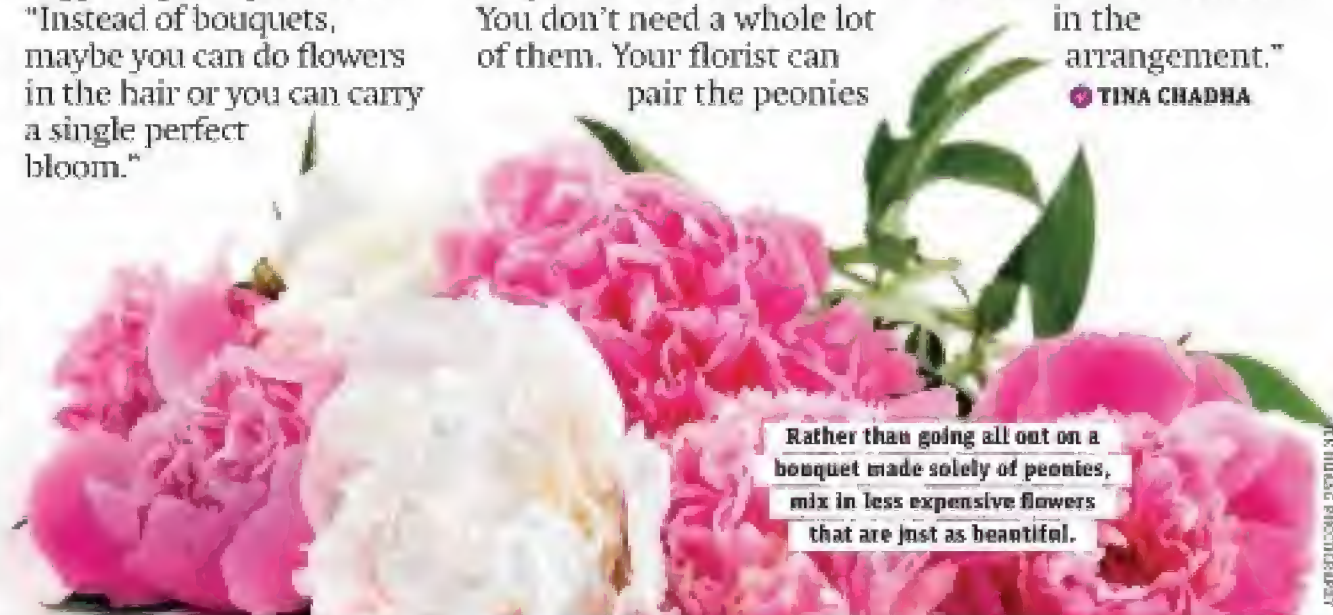 "Instead of bouquets,
maybe you can do flowers
in the hair or you can carry
a single perfect
bloom."
You don't need a whole lot
of them. Your florist can
pair the peonies
in the
arrangement."
TINA CHADHA
Rather than going all out on a
bouquet made solely of peonies,
mix in less expensive flowers
that are just as beautiful.